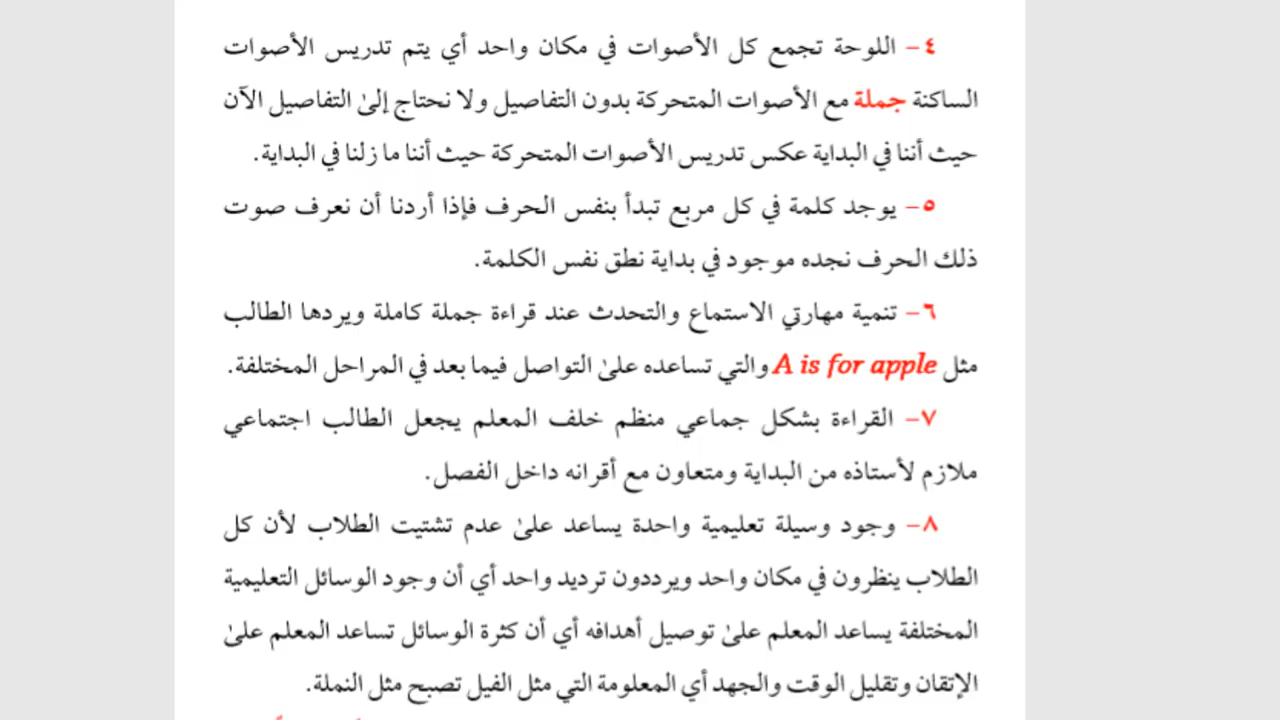 ٤- اللوحة تجمع كل الأصوات في مكان واحد أي يتم تدريس الأصوات
الساكنة جملة مع الأصوات المتحركة بدون التفاصيل ولا نحتاج إلىٰ التفاصيل الآن
حيث أننا في البداية عكس تدريس الأصوات المتحركة حيث أننا ما زلنا في البداية.
٥- يوجد كلمة في كل مربع تبدأ بنفس الحرف فإذا أردنا أن نعرف صوت
ذلك الحرف نجده موجود في بداية نطق نفس الكلمة.
٦- تنمية مهارتي الاستماع والتحدث عند قراءة جملة كاملة ويردها الطالب
مثل A is for apple والتي تساعده علىٰ التواصل فيما بعد في المراحل المختلفة.
٧- القراءة بشكل جماعي منظم خلف المعلم يجعل الطالب اجتماعي
ملازم لأستاذه من البداية ومتعاون مع أقرانه داخل الفصل.
٨- وجود وسيلة تعليمية واحدة يساعد علىٰ عدم تشتيت الطلاب لأن كل
الطلاب ينظرون في مكان واحد ويرددون ترديد واحد أي أن وجود الوسائل التعليمية
المختلفة يساعد المعلم علىٰ توصيل أهدافه أي أن كثرة الوسائل تساعد المعلم علىٰ
الإتقان وتقليل الوقت والجهد أي المعلومة التي مثل الفيل تصبح مثل النملة.